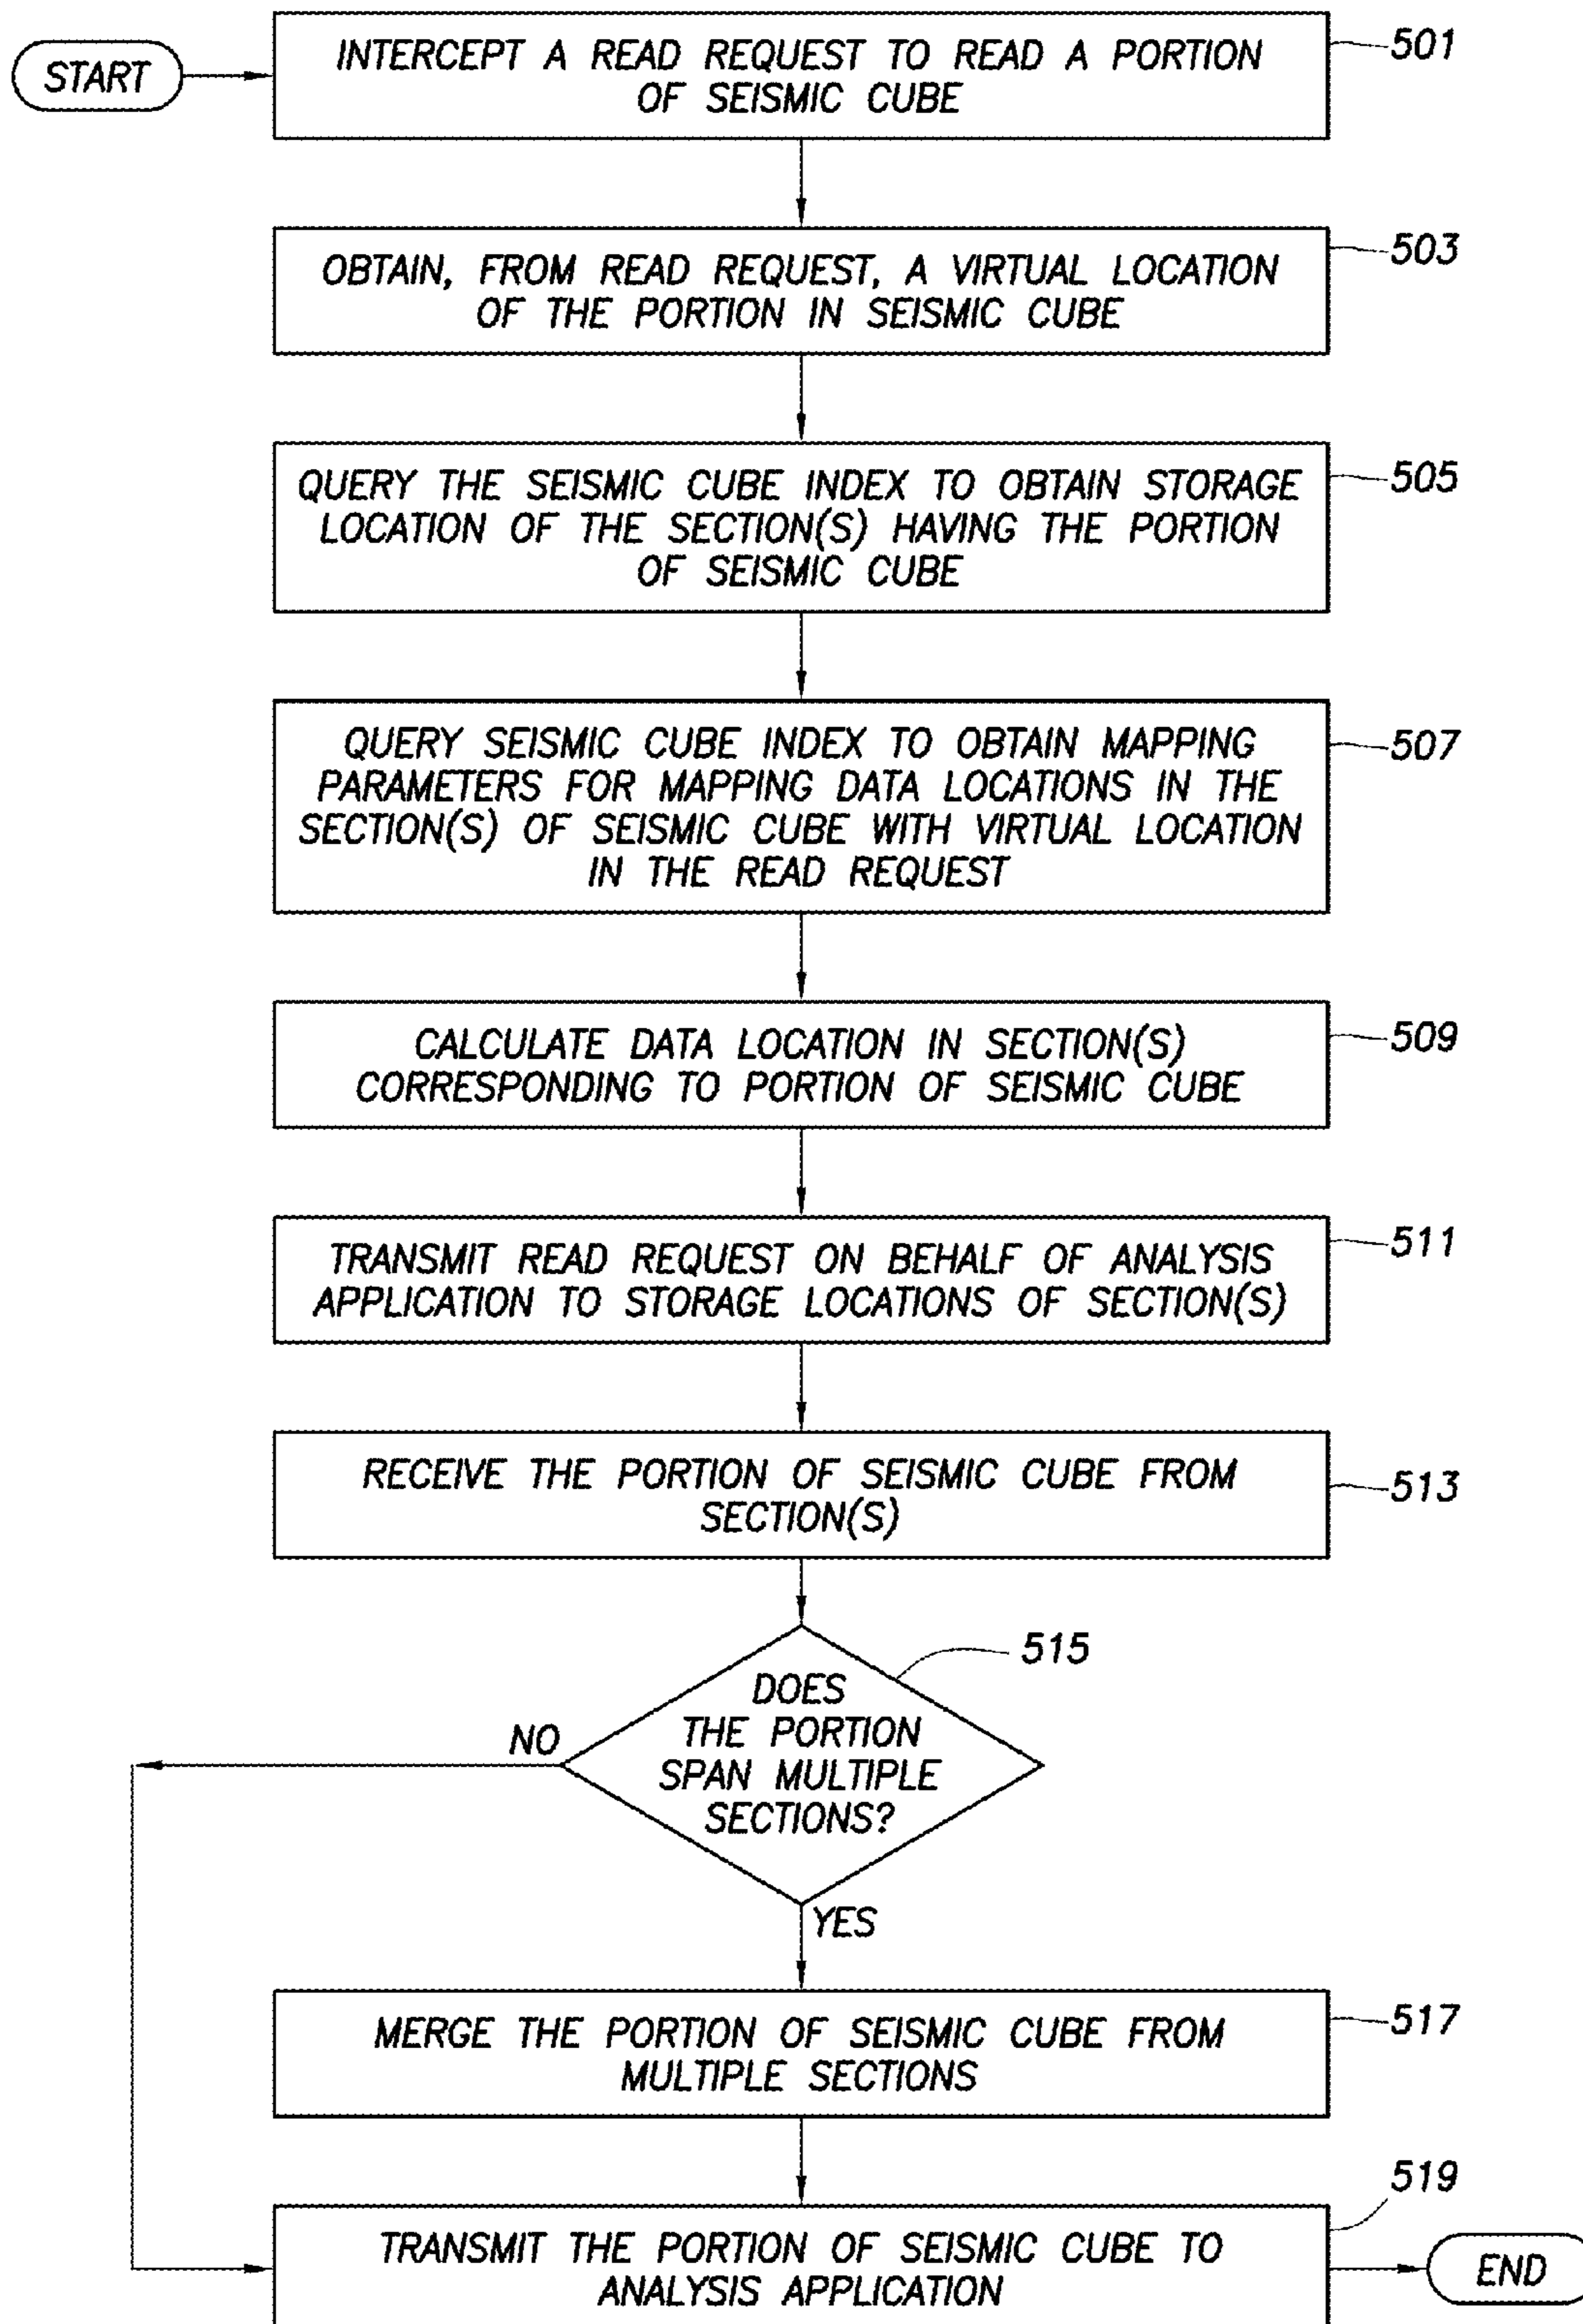 START
INTERCEPT A READ REQUEST TO READ A PORTION
OF SEISMIC CUBE
501
OBTAIN, FROM READ REQUEST, A VIRTUAL LOCATION
OF THE PORTION IN SEISMIC CUBE
503
QUERY THE SEISMIC CUBE INDEX TO OBTAIN STORAGE
LOCATION OF THE SECTION(S) HAVING THE PORTION
OF SEISMIC CUBE
505
QUERY SEISMIC CUBE INDEX TO OBTAIN MAPPING
PARAMETERS FOR MAPPING DATA LOCATIONS IN THE
SECTION(S) OF SEISMIC CUBE WITH VIRTUAL LOCATION
IN THE READ REQUEST
507
CALCULATE DATA LOCATION IN SECTION(S)
CORRESPONDING TO PORTION OF SEISMIC CUBE
509
TRANSMIT READ REQUEST ON BEHALF OF ANALYSIS
APPLICATION TO STORAGE LOCATIONS OF SECTION(S)
511
RECEIVE THE PORTION OF SEISMIC CUBE FROM
SECTION(S)
513
DOES
THE PORTION
SPAN MULTIPLE
SECTIONS?
515
NO
YES
MERGE THE PORTION OF SEISMIC CUBE FROM
MULTIPLE SECTIONS
517
TRANSMIT THE PORTION OF SEISMIC CUBE TO
ANALYSIS APPLICATION
519
END